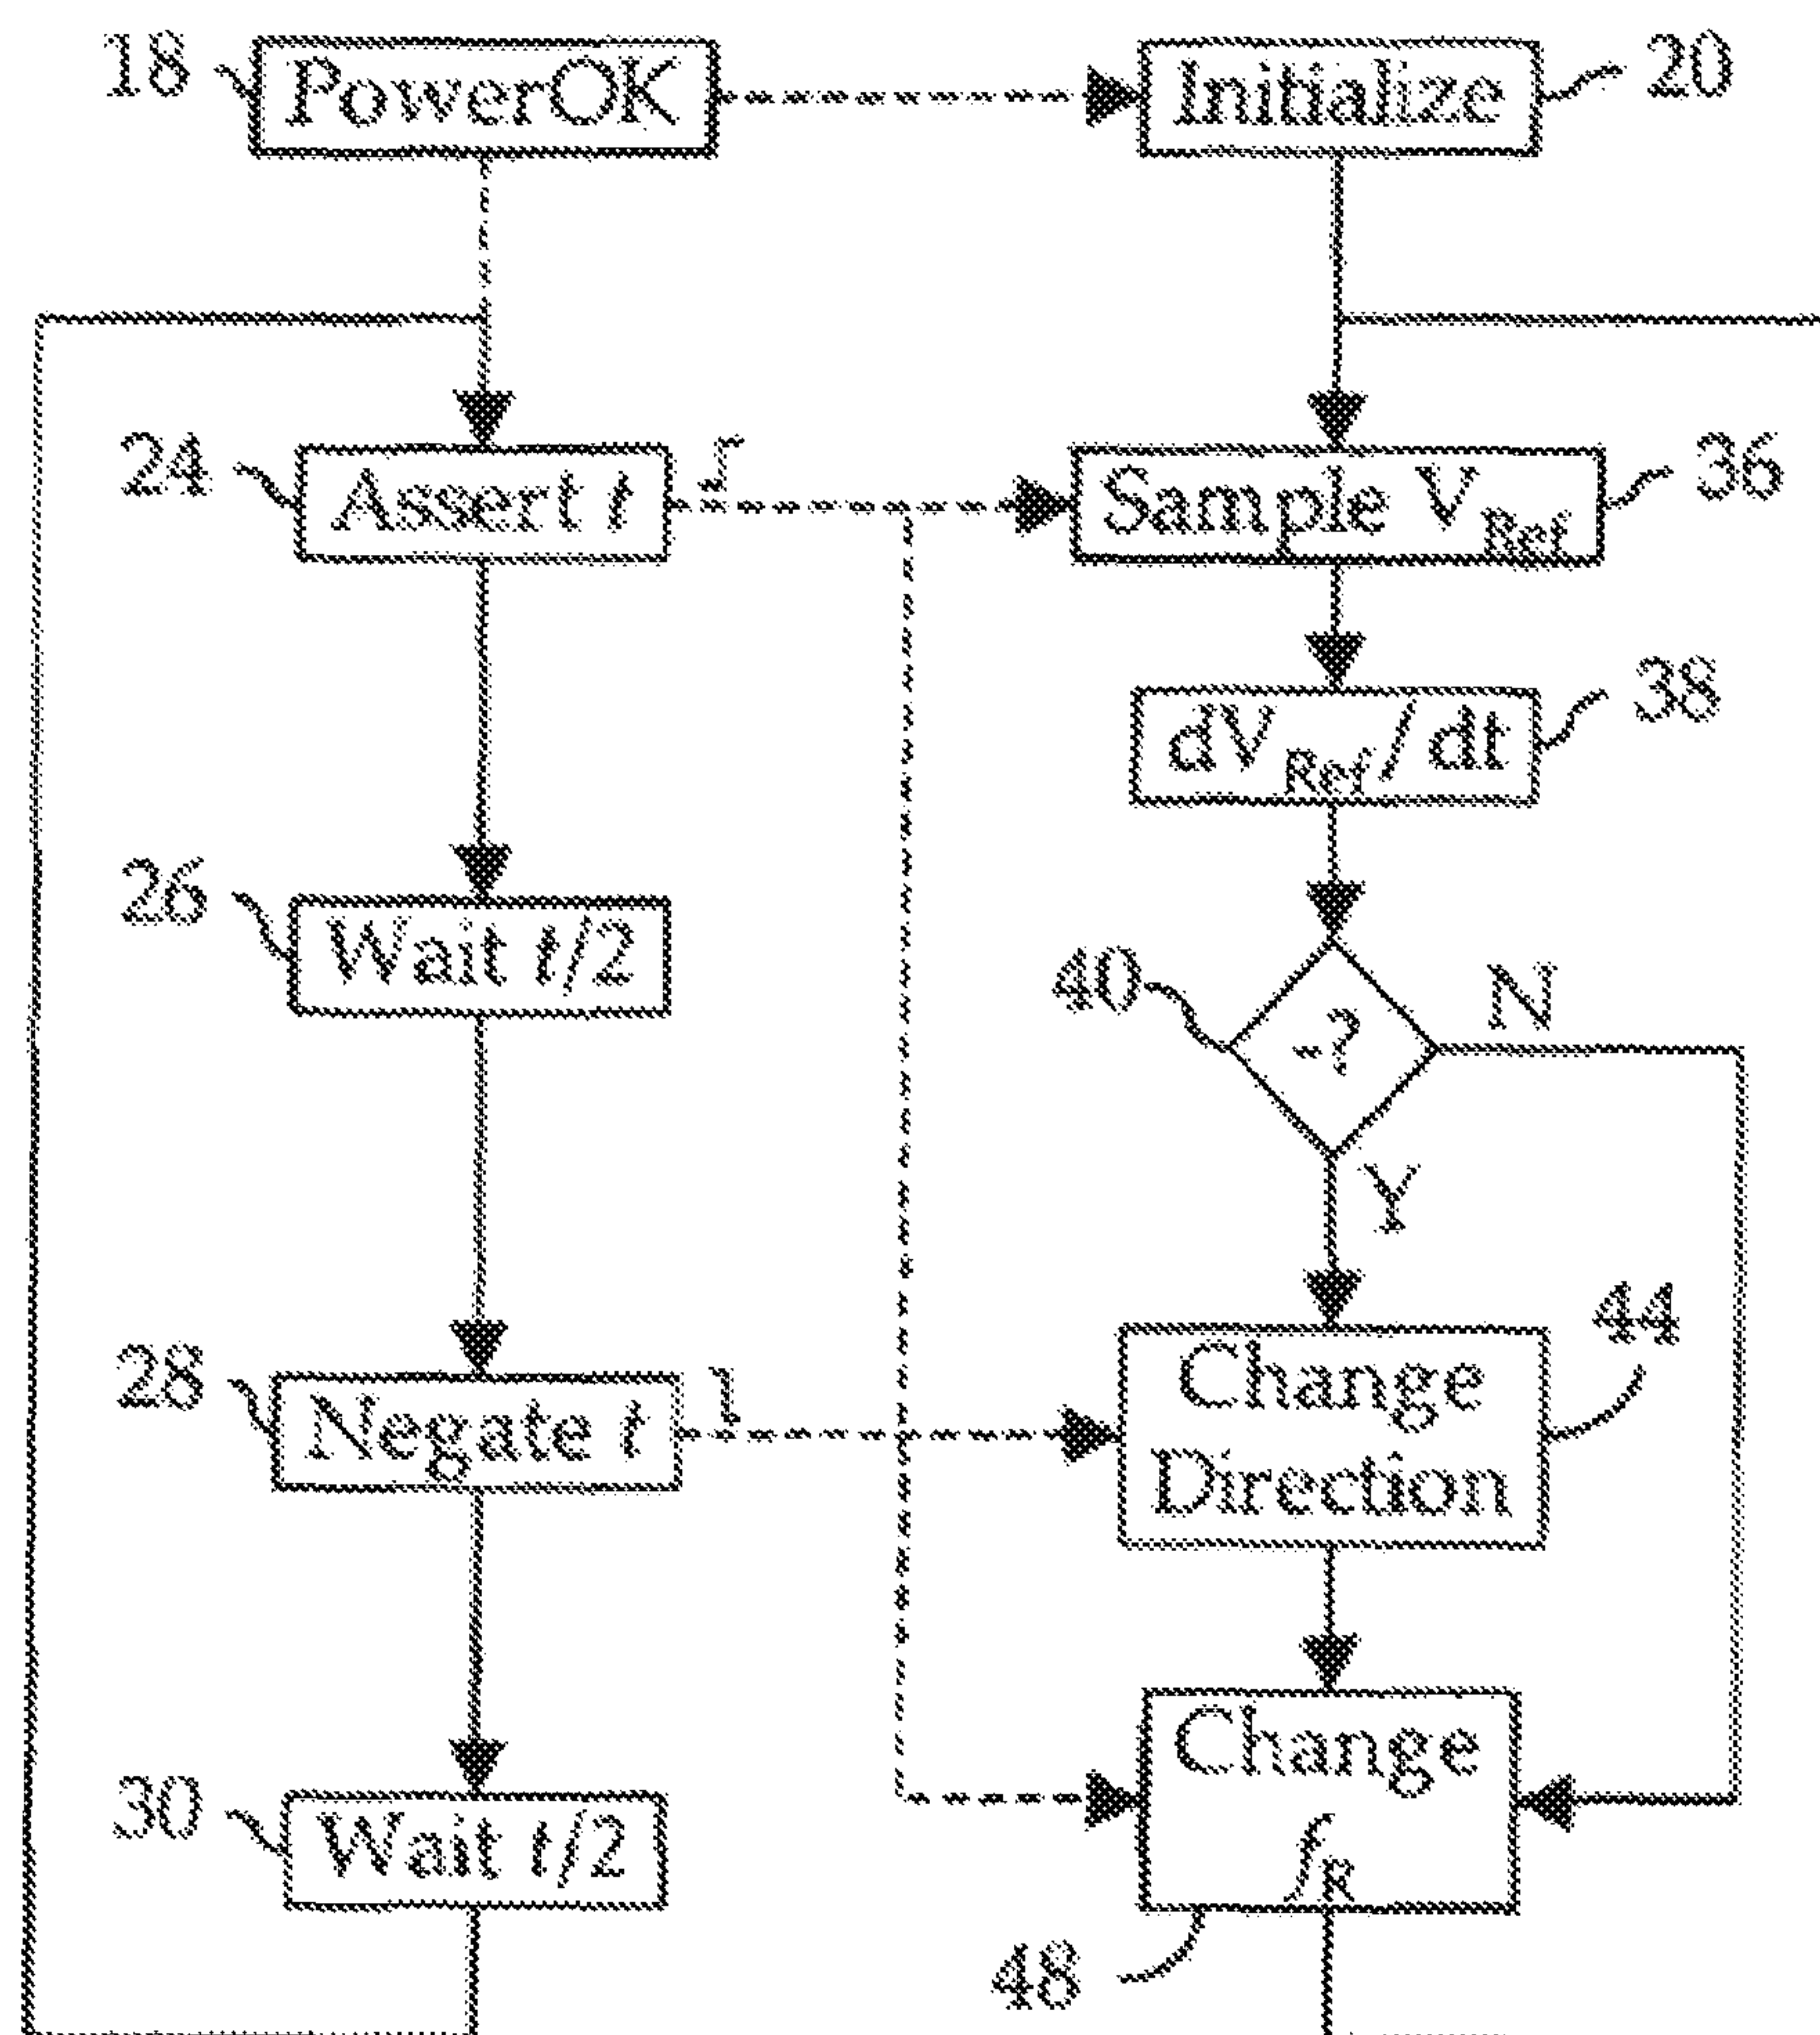 18 PowerOK Initialize 20
24 Assert t Sample V_Ref 36
dV_Ref/dt 38
26 Wait t/2
40 -? N
Y
44
28 Negate t Change
Direction
30 Wait t/2 Change
f_R
48